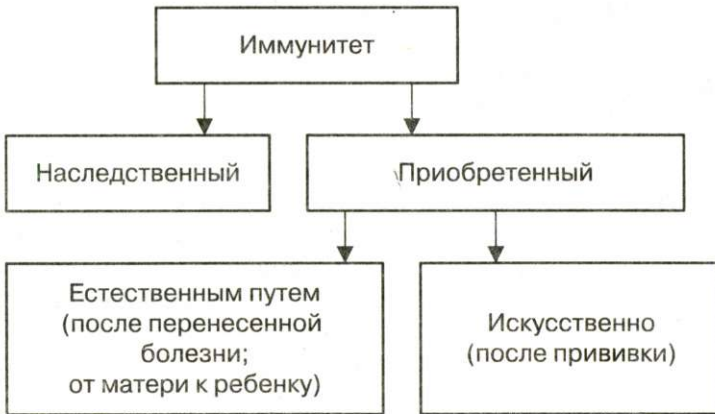 Иммунитет
Наследственный
Приобретенный
Естественным путем
(после перенесенной
болезни;
от матери к ребенку)
Искусственно
(после прививки)